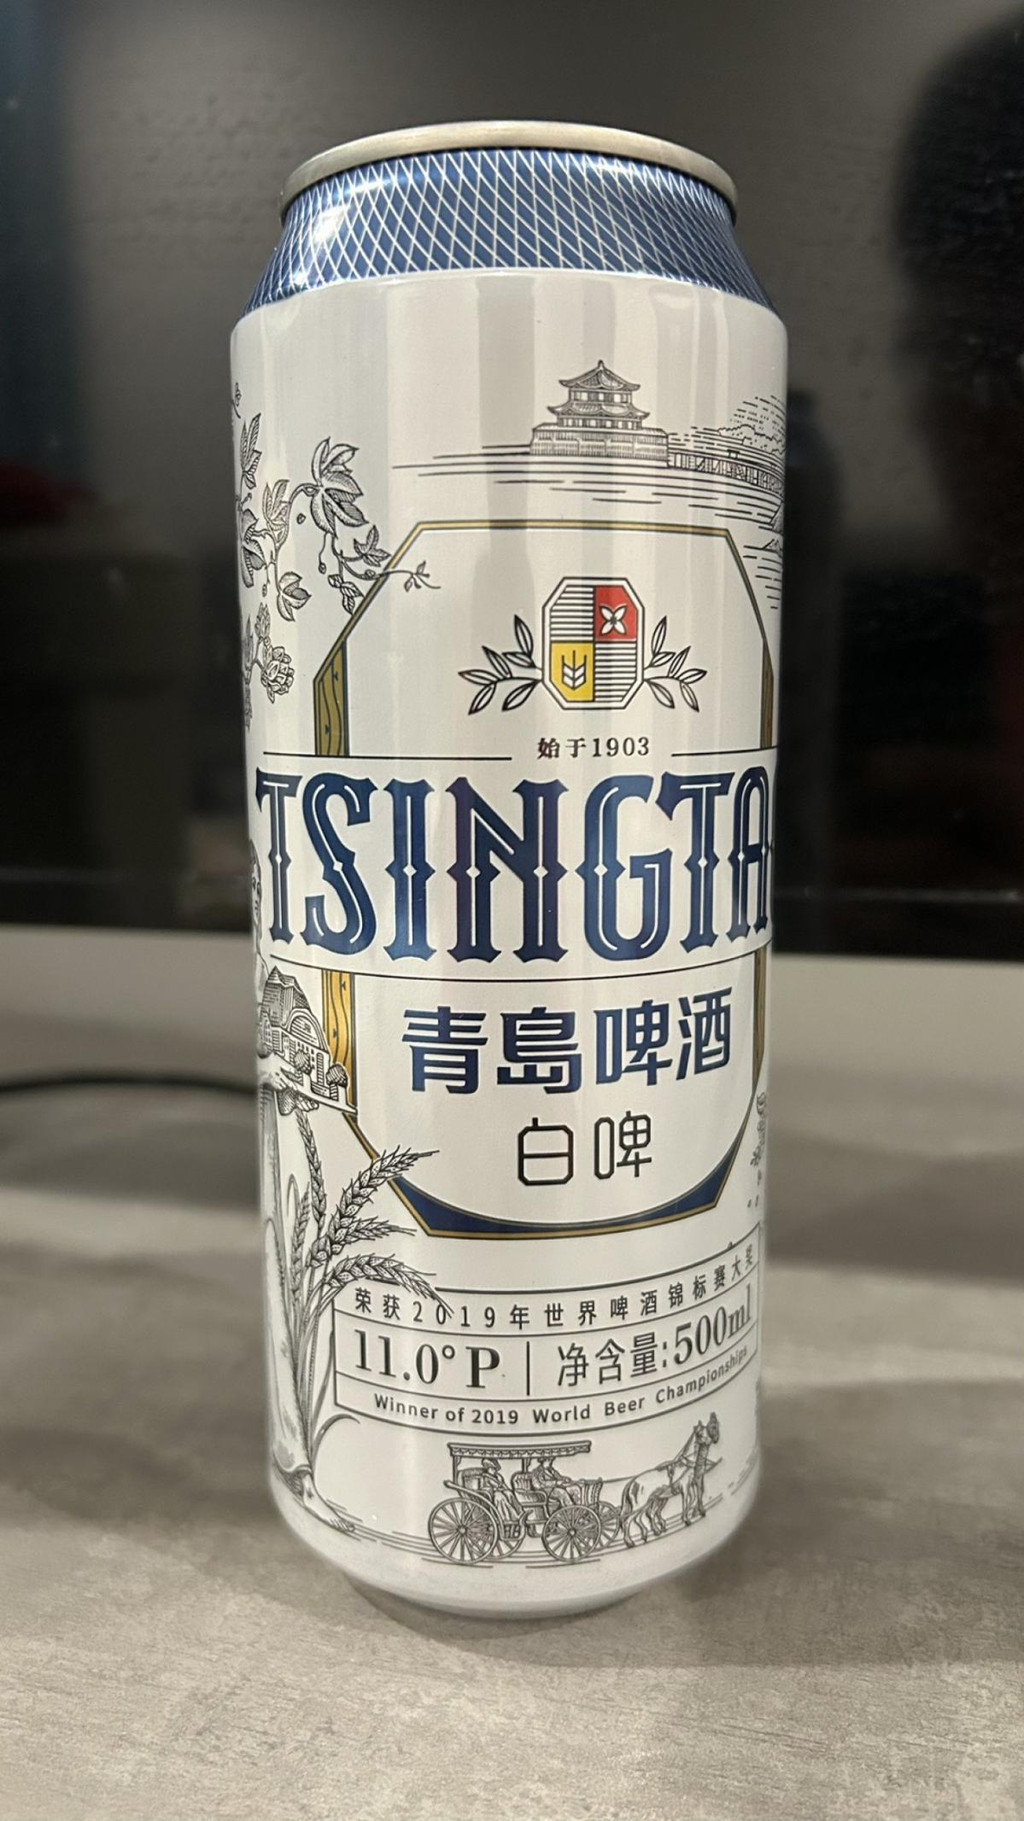 始于1903
TSINGTA
青島啤酒
白啤
荣获2019年世界啤酒锦标赛大奖
11.0°P | 净含量:500ml
Winner of 2019 World Beer Championships